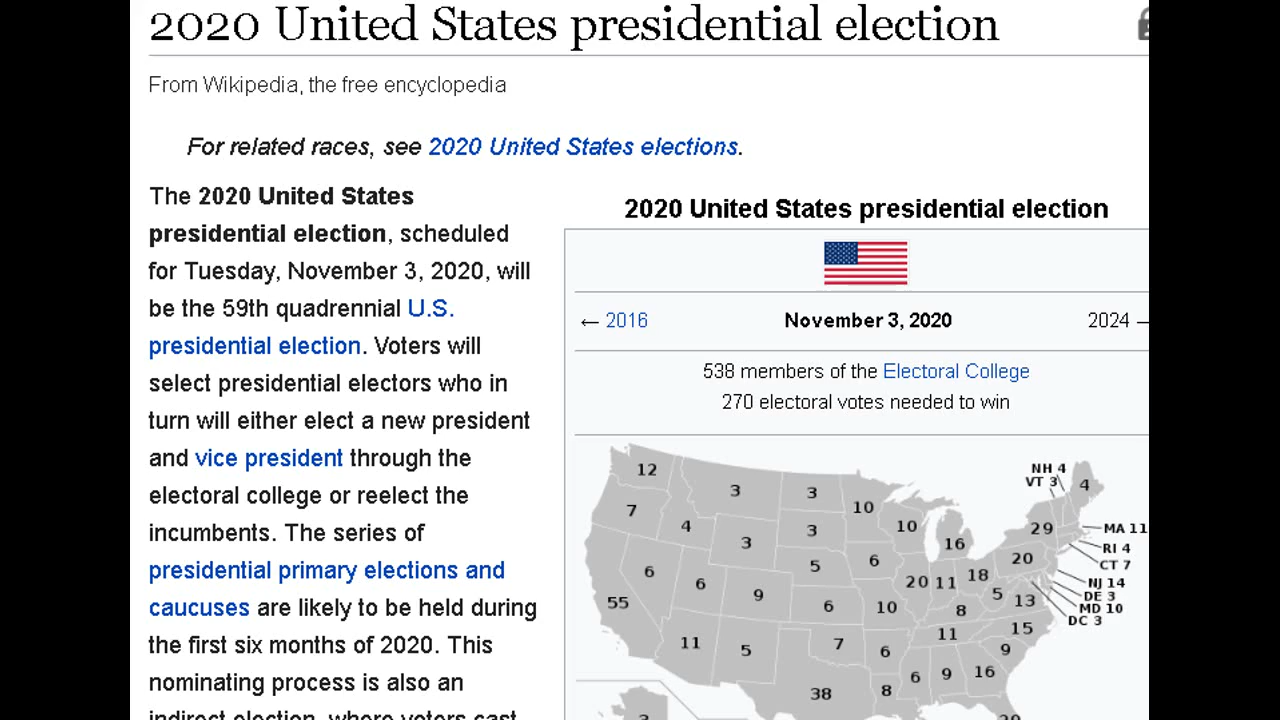 2020 United States presidential election
From Wikipedia, the free encyclopedia
For related races, see 2020 United States elections.
The 2020 United States
presidential election, scheduled
for Tuesday, November 3, 2020, will
be the 59th quadrennial U.S.
presidential election. Voters will
select presidential electors who in
turn will either elect a new president
and vice president through the
electoral college or reelect the
incumbents. The series of
presidential primary elections and
caucuses are likely to be held during
the first six months of 2020. This
nominating process is also an
indirect election, where voters cast
2020 United States presidential election
← 2016 November 3, 2020 2024
538 members of the Electoral College
270 electoral votes needed to win
12
3
3
NH 4
VT 3
4
7
4
3
10
10
29
MA 11
3
16
20
RI 4
CT 7
6
6
5
6
20
11
18
NJ 14
DE 3
MD 10
DC 3
55
9
6
10
8
5
13
11
5
7
6
11
15
9
38
8
6
9
16
3